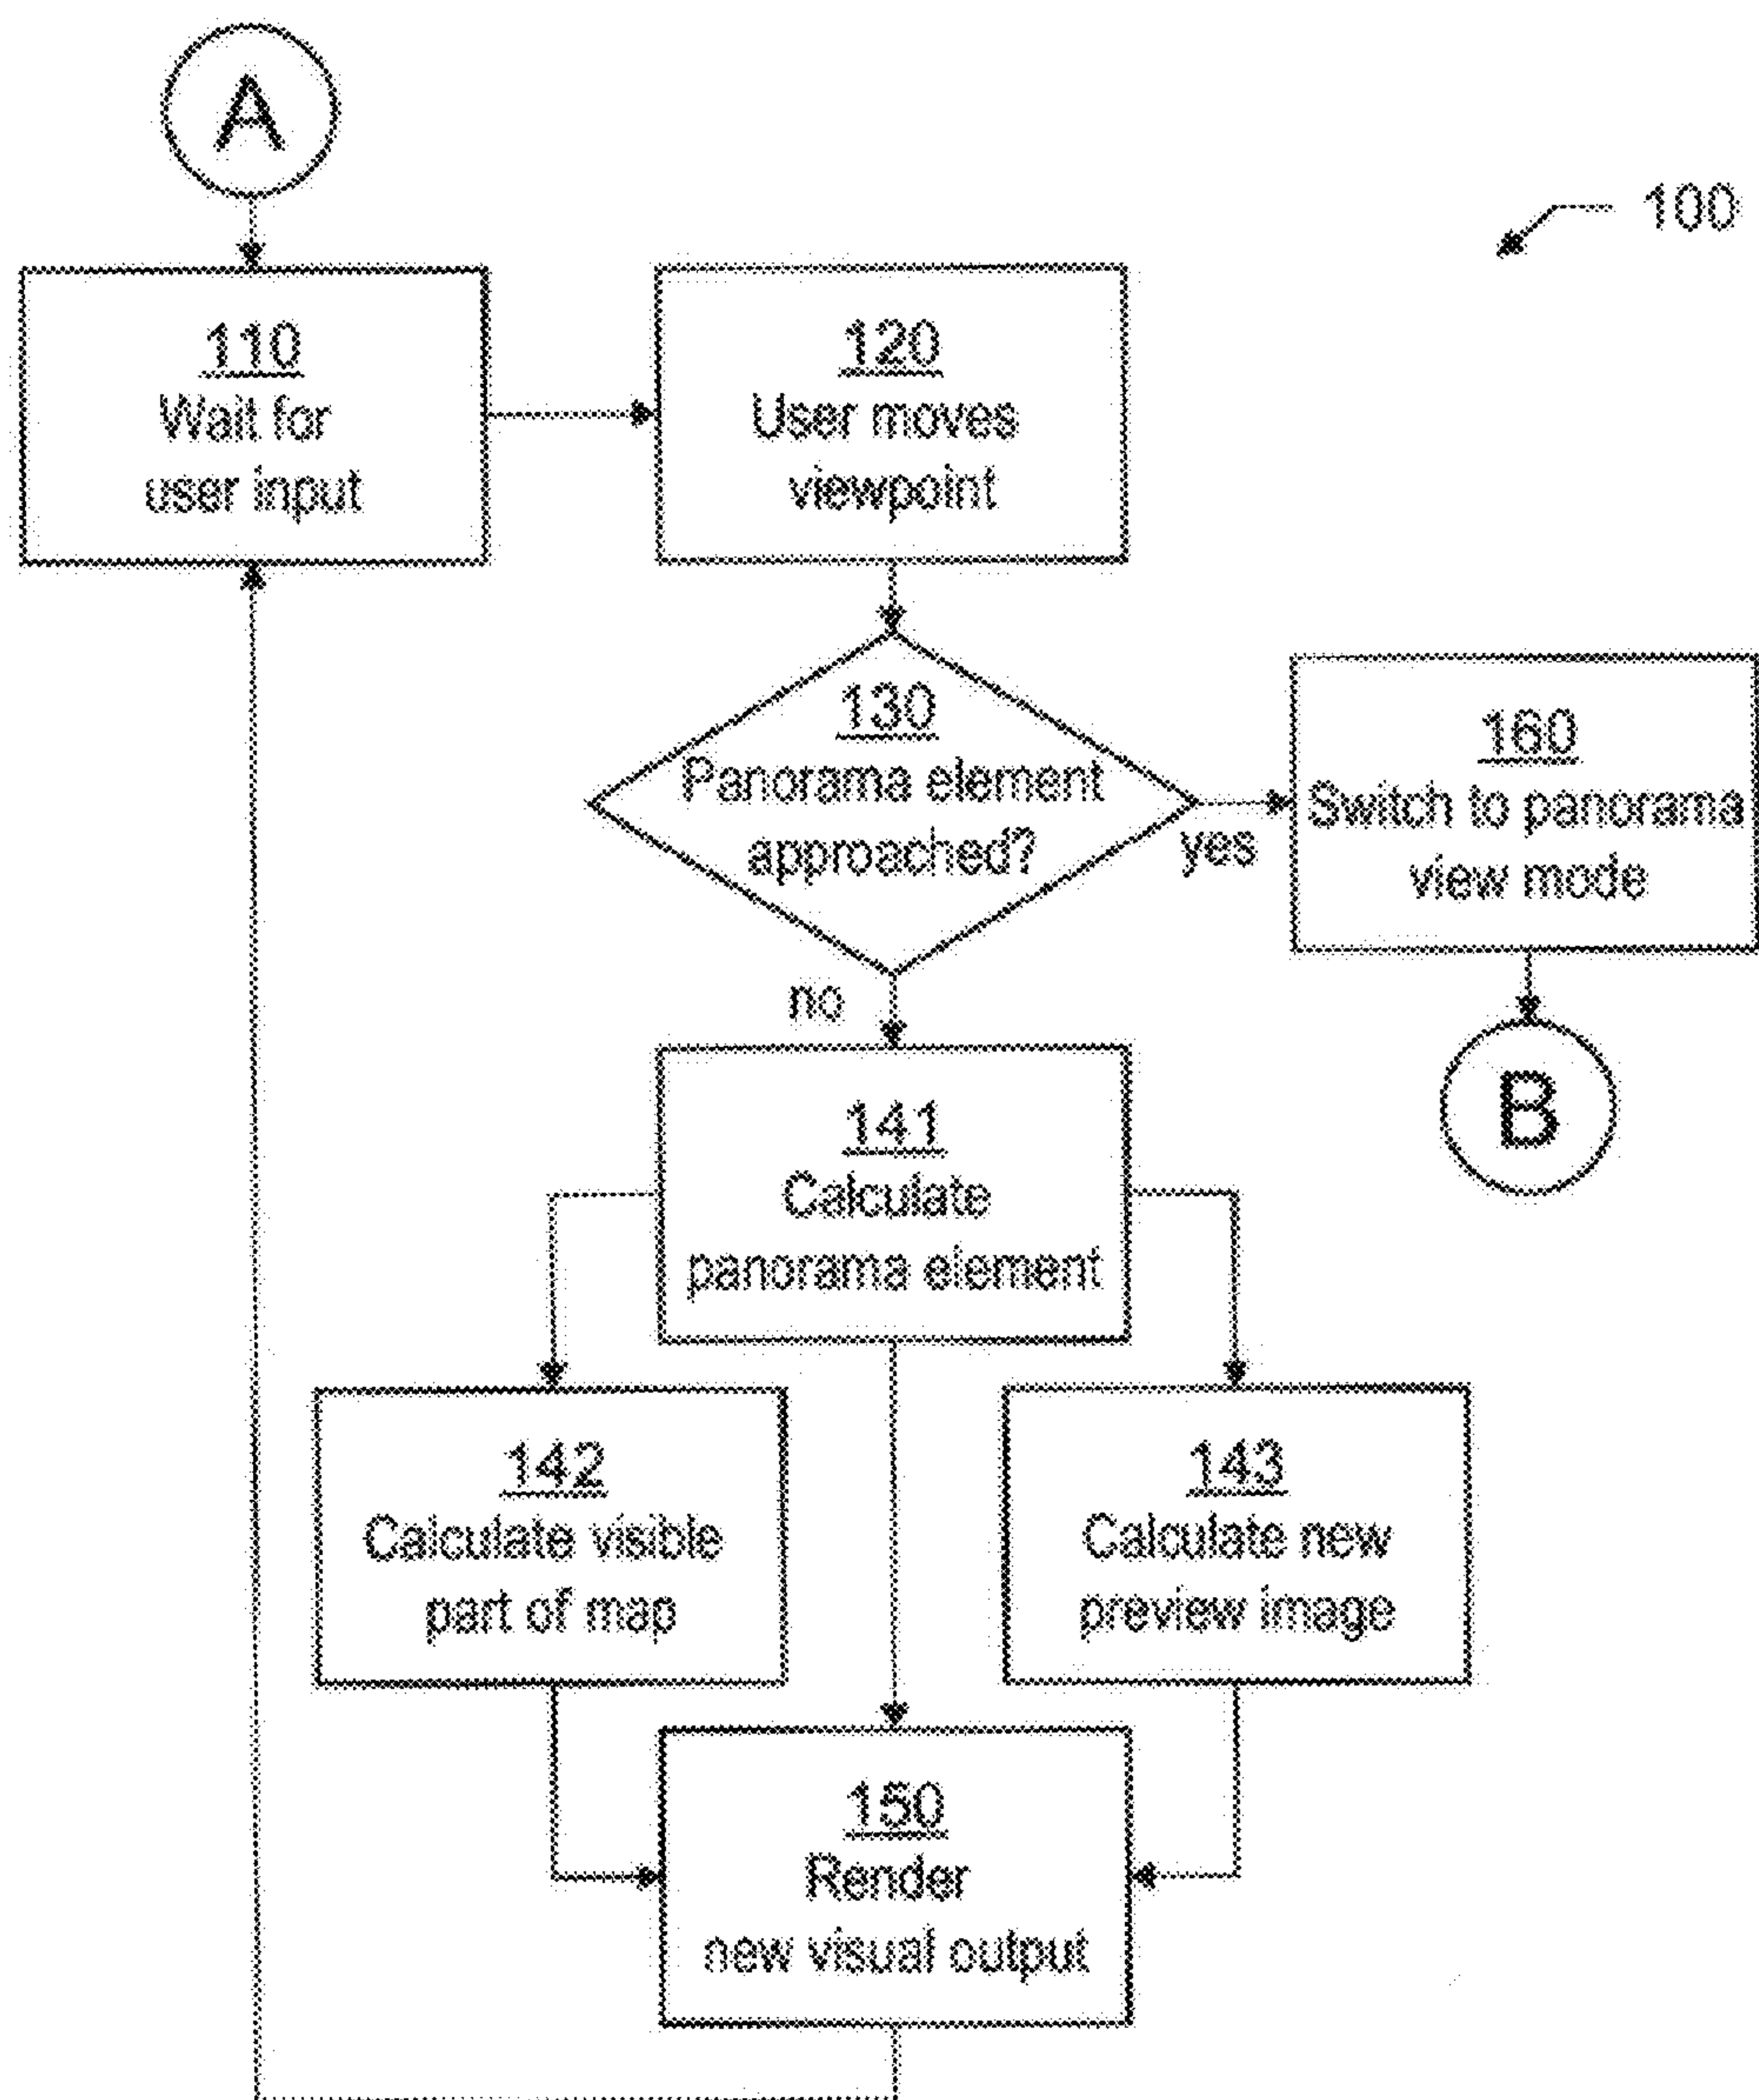 A
100
110
Wait for
user input
120
User moves
viewpoint
130
Panorama element
approached?
yes
no
160
Switch to panorama
view mode
B
141
Calculate
panorama element
142
Calculate visible
part of map
143
Calculate new
preview image
150
Render
new visual output